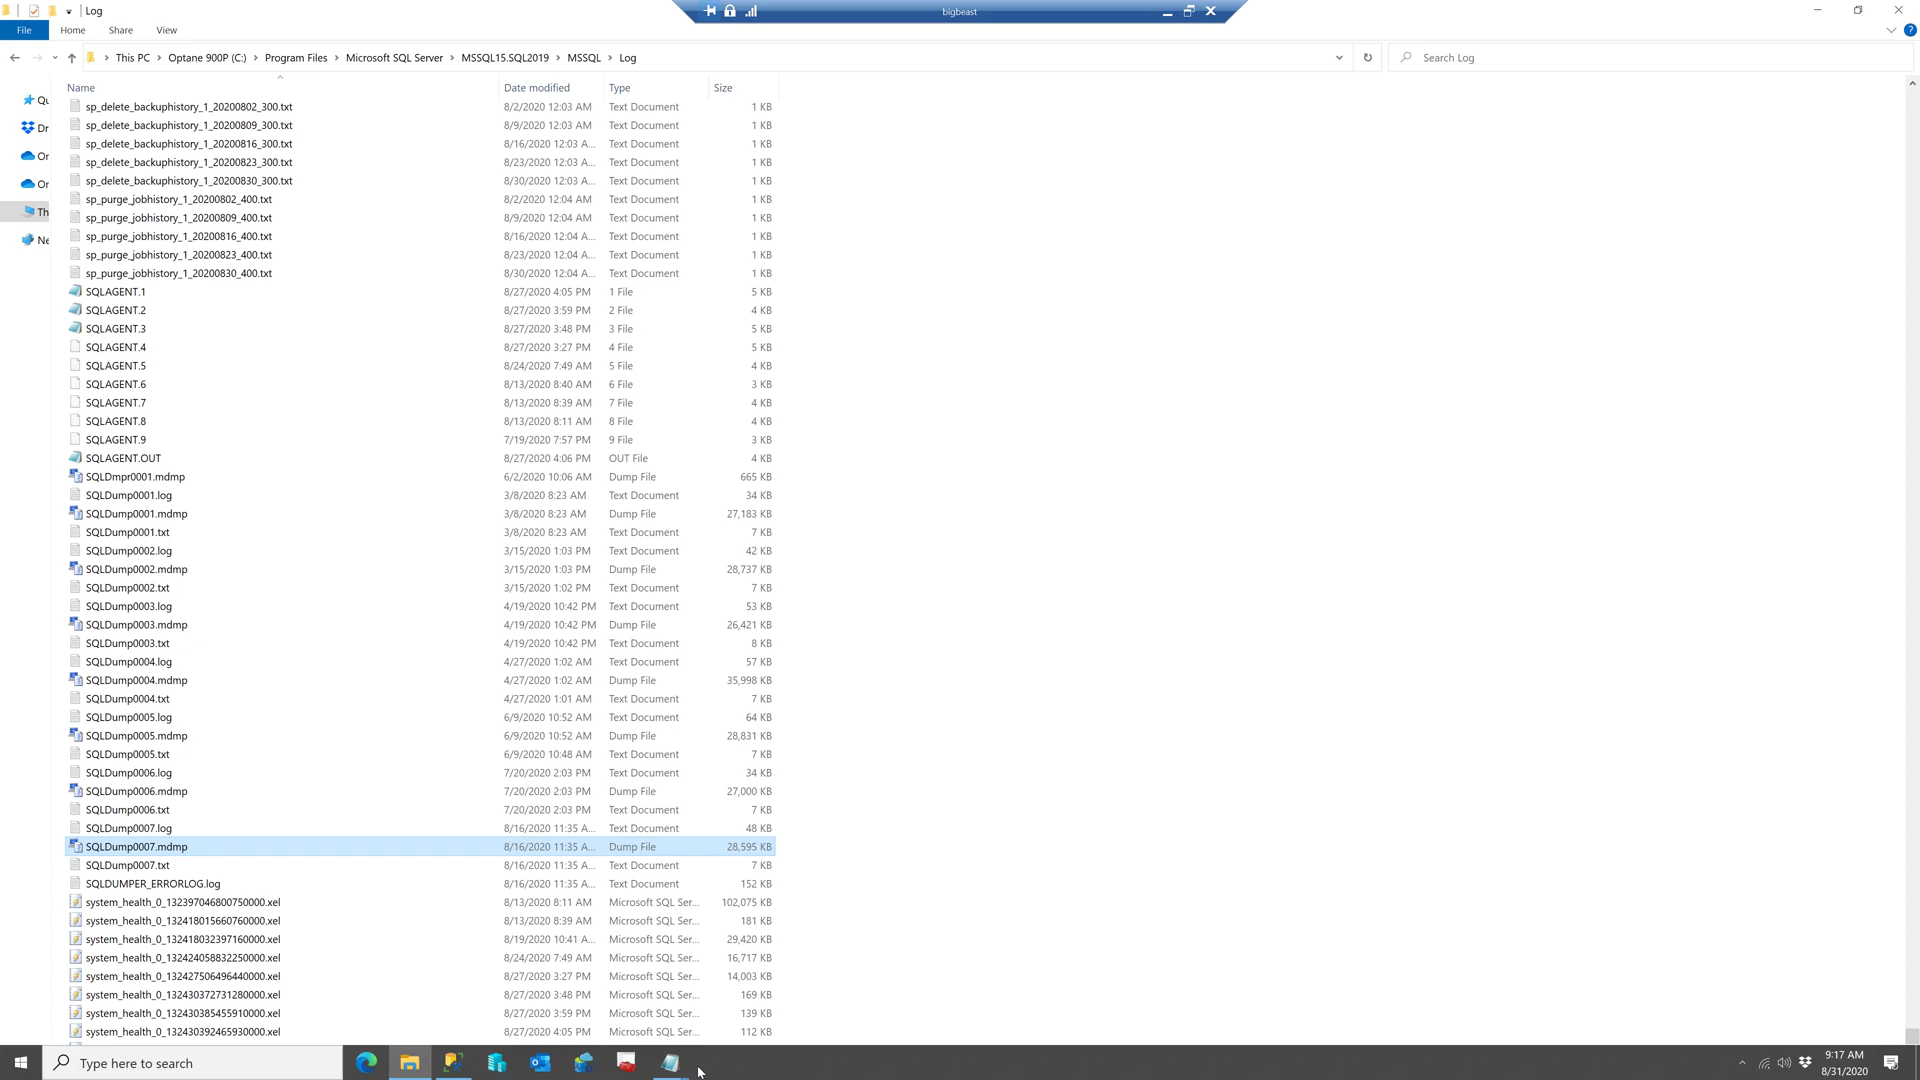 Log
bigbeast
File Home Share View
This PC Optane 900P (C:) Program Files Microsoft SQL Server MSSQL15.SQL2019 MSSQL Log
Search Log
Name Date modified Type Size
sp_delete_backuphistory_1_20200802_300.txt 8/2/2020 12:03 AM Text Document 1 KB
sp_delete_backuphistory_1_20200809_300.txt 8/9/2020 12:03 AM Text Document 1 KB
sp_delete_backuphistory_1_20200816_300.txt 8/16/2020 12:03 A... Text Document 1 KB
sp_delete_backuphistory_1_20200823_300.txt 8/23/2020 12:03 A... Text Document 1 KB
sp_delete_backuphistory_1_20200830_300.txt 8/30/2020 12:03 A... Text Document 1 KB
sp_purge_jobhistory_1_20200802_400.txt 8/2/2020 12:04 AM Text Document 1 KB
sp_purge_jobhistory_1_20200809_400.txt 8/9/2020 12:04 AM Text Document 1 KB
sp_purge_jobhistory_1_20200816_400.txt 8/16/2020 12:04 A... Text Document 1 KB
sp_purge_jobhistory_1_20200823_400.txt 8/23/2020 12:04 A... Text Document 1 KB
sp_purge_jobhistory_1_20200830_400.txt 8/30/2020 12:04 A... Text Document 1 KB
SQLAGENT.1 8/27/2020 4:05 PM 1 File 5 KB
SQLAGENT.2 8/27/2020 3:59 PM 2 File 4 KB
SQLAGENT.3 8/27/2020 3:48 PM 3 File 5 KB
SQLAGENT.4 8/27/2020 3:27 PM 4 File 5 KB
SQLAGENT.5 8/24/2020 7:49 AM 5 File 4 KB
SQLAGENT.6 8/13/2020 8:40 AM 6 File 3 KB
SQLAGENT.7 8/13/2020 8:39 AM 7 File 4 KB
SQLAGENT.8 8/13/2020 8:11 AM 8 File 4 KB
SQLAGENT.9 7/19/2020 7:57 PM 9 File 3 KB
SQLAGENT.OUT 8/27/2020 4:06 PM OUT File 4 KB
SQLDmpr0001.mdmp 6/2/2020 10:06 AM Dump File 665 KB
SQLDump0001.log 3/8/2020 8:23 AM Text Document 34 KB
SQLDump0001.mdmp 3/8/2020 8:23 AM Dump File 27,183 KB
SQLDump0001.txt 3/8/2020 8:23 AM Text Document 7 KB
SQLDump0002.log 3/15/2020 1:03 PM Text Document 42 KB
SQLDump0002.mdmp 3/15/2020 1:03 PM Dump File 28,737 KB
SQLDump0002.txt 3/15/2020 1:02 PM Text Document 7 KB
SQLDump0003.log 4/19/2020 10:42 PM Text Document 53 KB
SQLDump0003.mdmp 4/19/2020 10:42 PM Dump File 26,421 KB
SQLDump0003.txt 4/19/2020 10:42 PM Text Document 8 KB
SQLDump0004.log 4/27/2020 1:02 AM Text Document 57 KB
SQLDump0004.mdmp 4/27/2020 1:02 AM Dump File 35,998 KB
SQLDump0004.txt 4/27/2020 1:01 AM Text Document 7 KB
SQLDump0005.log 6/9/2020 10:52 AM Text Document 64 KB
SQLDump0005.mdmp 6/9/2020 10:52 AM Dump File 28,831 KB
SQLDump0005.txt 6/9/2020 10:48 AM Text Document 7 KB
SQLDump0006.log 7/20/2020 2:03 PM Text Document 34 KB
SQLDump0006.mdmp 7/20/2020 2:03 PM Dump File 27,000 KB
SQLDump0006.txt 7/20/2020 2:03 PM Text Document 7 KB
SQLDump0007.log 8/16/2020 11:35 A... Text Document 48 KB
SQLDump0007.mdmp 8/16/2020 11:35 A... Dump File 28,595 KB
SQLDump0007.txt 8/16/2020 11:35 A... Text Document 7 KB
SQLDUMPER_ERRORLOG.log 8/16/2020 11:35 A... Text Document 152 KB
system_health_0_132397046800750000.xel 8/13/2020 8:11 AM Microsoft SQL Ser... 102,075 KB
system_health_0_132418015660760000.xel 8/13/2020 8:39 AM Microsoft SQL Ser... 181 KB
system_health_0_132418032397160000.xel 8/19/2020 10:41 A... Microsoft SQL Ser... 29,420 KB
system_health_0_132424058832250000.xel 8/24/2020 7:49 AM Microsoft SQL Ser... 16,717 KB
system_health_0_132427506496440000.xel 8/27/2020 3:27 PM Microsoft SQL Ser... 14,003 KB
system_health_0_132430372731280000.xel 8/27/2020 3:48 PM Microsoft SQL Ser... 169 KB
system_health_0_132430385455910000.xel 8/27/2020 3:59 PM Microsoft SQL Ser... 139 KB
system_health_0_132430392465930000.xel 8/27/2020 4:05 PM Microsoft SQL Ser... 112 KB
Qu
Dr
Or
Or
Th
Ne
Type here to search
9:17 AM
8/31/2020